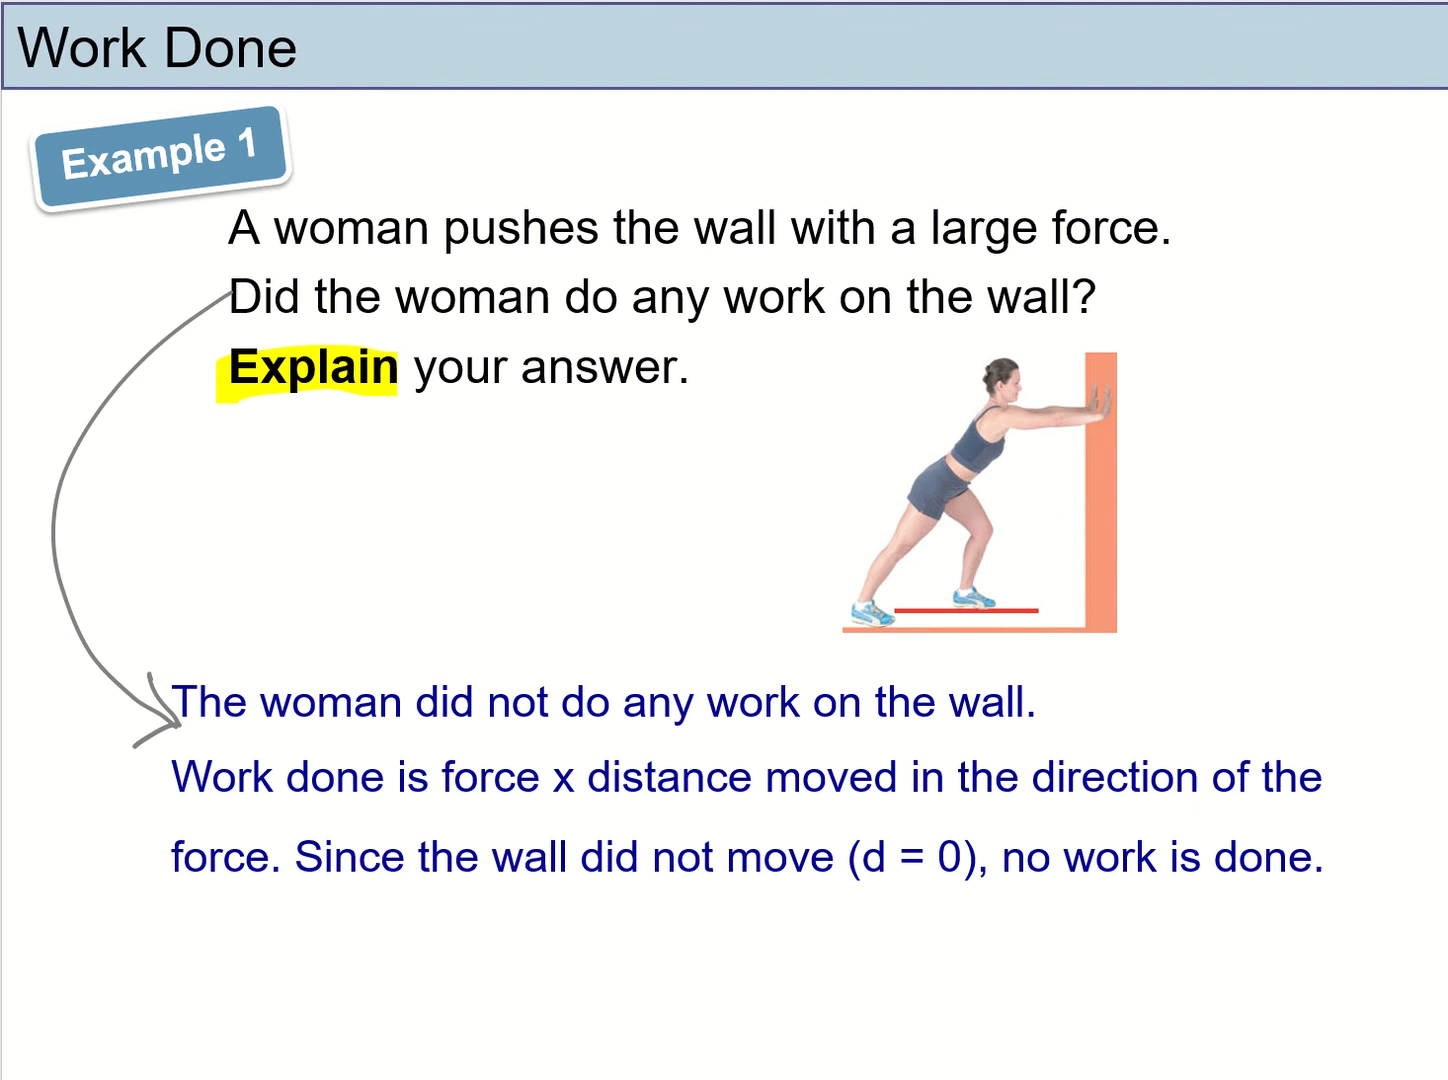 Work Done
Example 1
A woman pushes the wall with a large force.
Did the woman do any work on the wall?
Explain your answer.
The woman did not do any work on the wall.
Work done is force x distance moved in the direction of the
force. Since the wall did not move (d = 0), no work is done.